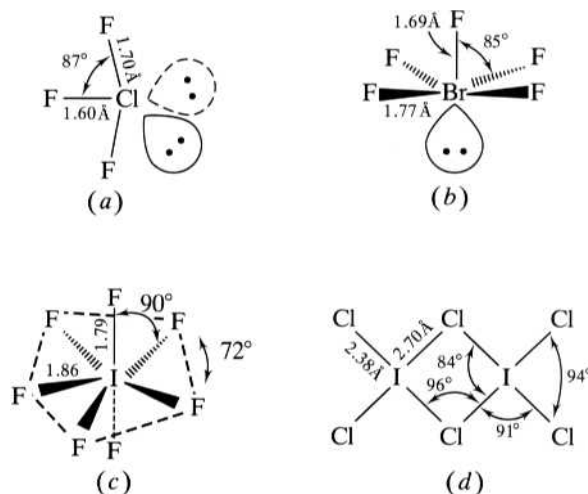 F
87°
1.70Å
F
Cl
1.60Å
F
(a)
F
1.69Å
85°
F
F
F
Br
F
1.77Å
(b)
F
90°
F
1.79
F
72°
1.86
I
F
F
F
F
(c)
Cl
Cl
Cl
2.38Å
2.70Å
84°
I
I
94°
96°
91°
Cl
Cl
Cl
(d)